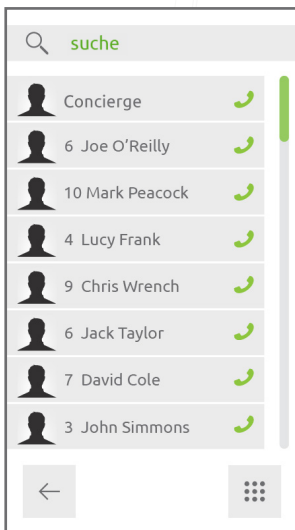 suche
Concierge
6 Joe O’Reilly
10 Mark Peacock
4 Lucy Frank
9 Chris Wrench
6 Jack Taylor
7 David Cole
3 John Simmons